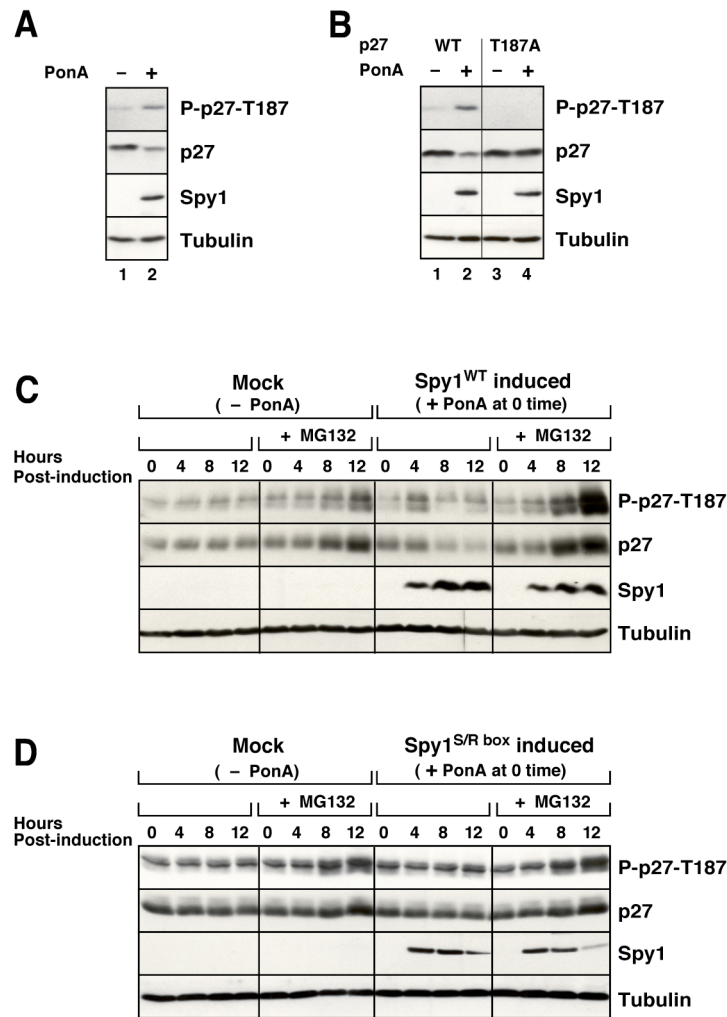 A
PonA − +
P-p27-T187
p27
Spy1
Tubulin
1 2
B
p27 WT T187A
PonA − + − +
P-p27-T187
p27
Spy1
Tubulin
1 2 3 4
C
Mock Spy1WT induced
( − PonA) ( + PonA at 0 time)
+ MG132 + MG132
Hours
Post-induction 0 4 8 12 0 4 8 12 0 4 8 12 0 4 8 12
P-p27-T187
p27
Spy1
Tubulin
D
Mock Spy1S/R box induced
( − PonA) ( + PonA at 0 time)
+ MG132 + MG132
Hours
Post-induction 0 4 8 12 0 4 8 12 0 4 8 12 0 4 8 12
P-p27-T187
p27
Spy1
Tubulin